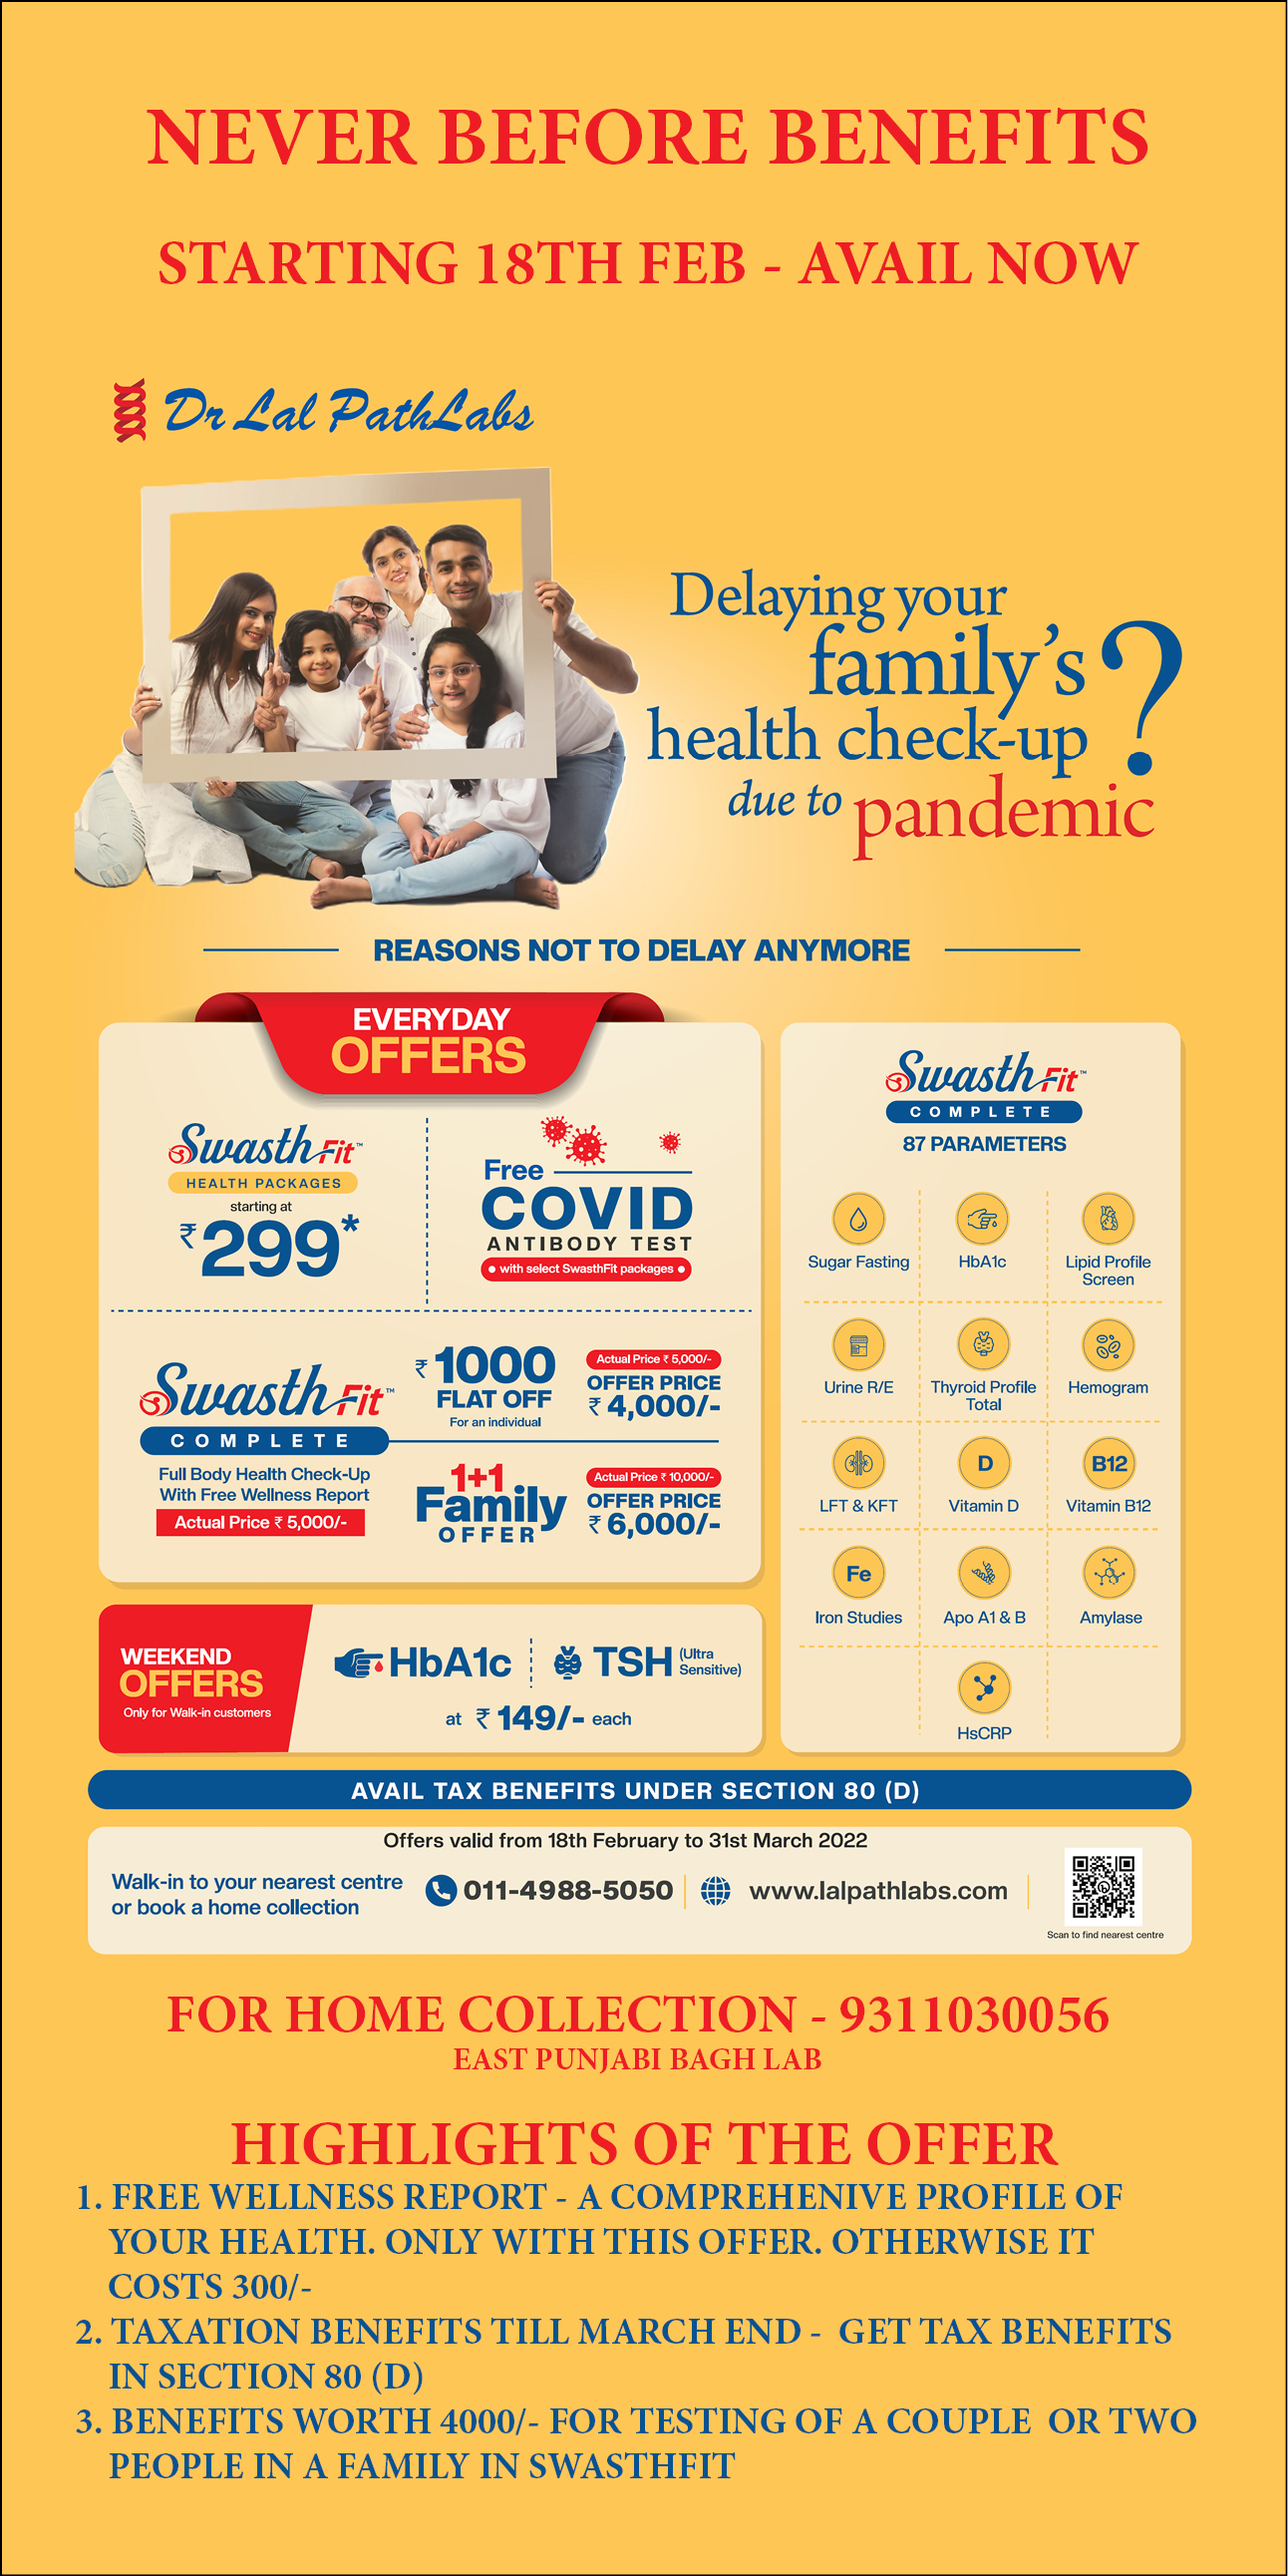 NEVER BEFORE BENEFITS
STARTING 18TH FEB - AVAIL NOW
Dr Lal PathLabs
Delaying your
family's
health check-up
due to pandemic?
REASONS NOT TO DELAY ANYMORE
EVERYDAY
OFFERS
Swasth Fit™
HEALTH PACKAGES
starting at
₹299*
Free
COVID
ANTIBODY TEST
• with select SwasthFit packages •
Swasth Fit™
COMPLETE
Full Body Health Check-Up
With Free Wellness Report
Actual Price ₹ 5,000/-
₹1000
FLAT OFF
For an individual
Actual Price ₹ 5,000/-
OFFER PRICE
₹ 4,000/-
1+1
Family
OFFER
Actual Price ₹ 10,000/-
OFFER PRICE
₹ 6,000/-
Swasth Fit™
COMPLETE
87 PARAMETERS
Sugar Fasting
HbA1c
Lipid Profile
Screen
Urine R/E
Thyroid Profile
Total
Hemogram
LFT & KFT
D
Vitamin D
B12
Vitamin B12
Fe
Iron Studies
Apo A1 & B
Amylase
HsCRP
WEEKEND
OFFERS
Only for Walk-in customers
HbA1c
TSH (Ultra
Sensitive)
at ₹ 149/- each
AVAIL TAX BENEFITS UNDER SECTION 80 (D)
Offers valid from 18th February to 31st March 2022
Walk-in to your nearest centre
or book a home collection
011-4988-5050
www.lalpathlabs.com
Scan to find nearest centre
FOR HOME COLLECTION - 9311030056
EAST PUNJABI BAGH LAB
HIGHLIGHTS OF THE OFFER
1. FREE WELLNESS REPORT - A COMPREHENIVE PROFILE OF
YOUR HEALTH. ONLY WITH THIS OFFER. OTHERWISE IT
COSTS 300/-
2. TAXATION BENEFITS TILL MARCH END - GET TAX BENEFITS
IN SECTION 80 (D)
3. BENEFITS WORTH 4000/- FOR TESTING OF A COUPLE OR TWO
PEOPLE IN A FAMILY IN SWASTHFIT